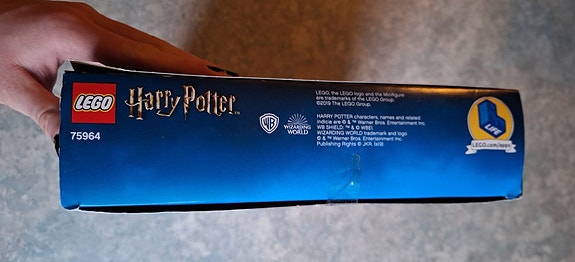 LEGO
Harry Potter™
75964
WB
WIZARDING
WORLD
LEGO, the LEGO logo and the Minifigure
are trademarks of the LEGO Group.
©2019 The LEGO Group.
HARRY POTTER characters, names and related
indicia are © & ™ Warner Bros. Entertainment Inc.
WB SHIELD: ™ & © WBEI.
WIZARDING WORLD trademark and logo
© & ™ Warner Bros. Entertainment Inc.
Publishing Rights © JKR. (s19)
LIFE
LEGO.com/apps